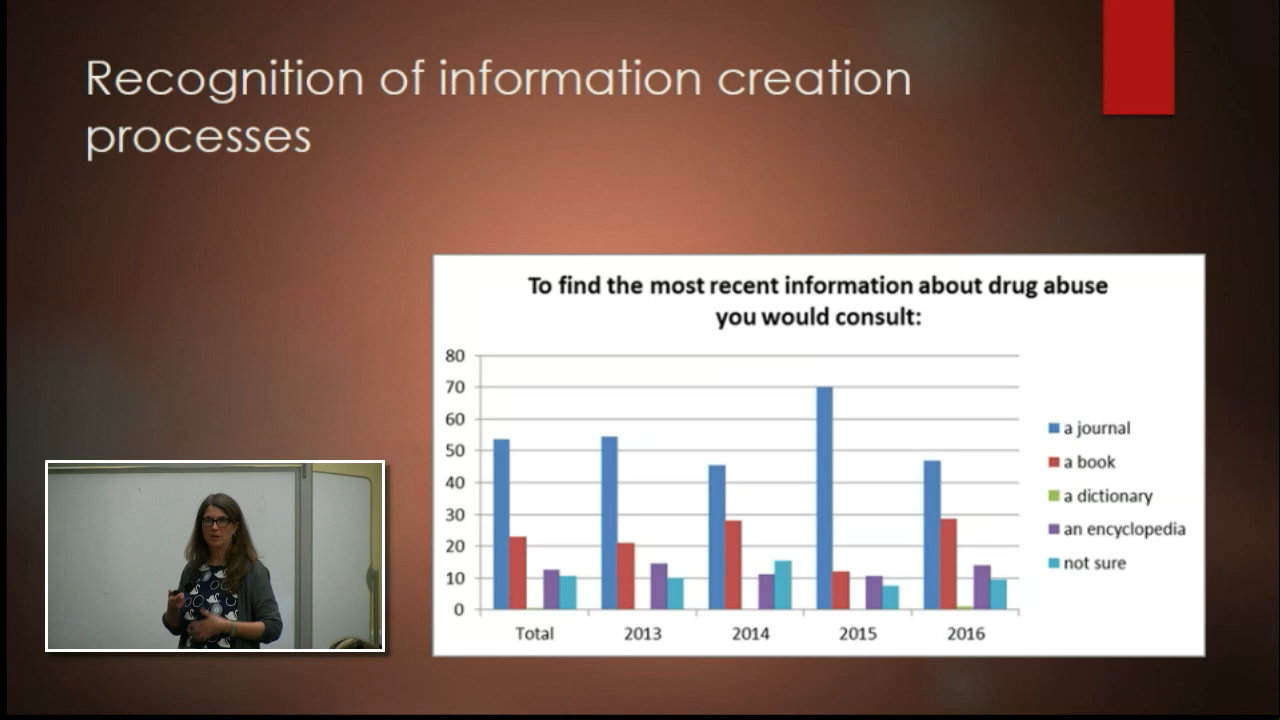 Recognition of information creation
processes
To find the most recent information about drug abuse
you would consult:
80
70
60
50
40
30
20
10
0
Total 2013 2014 2015 2016
a journal
a book
a dictionary
an encyclopedia
not sure